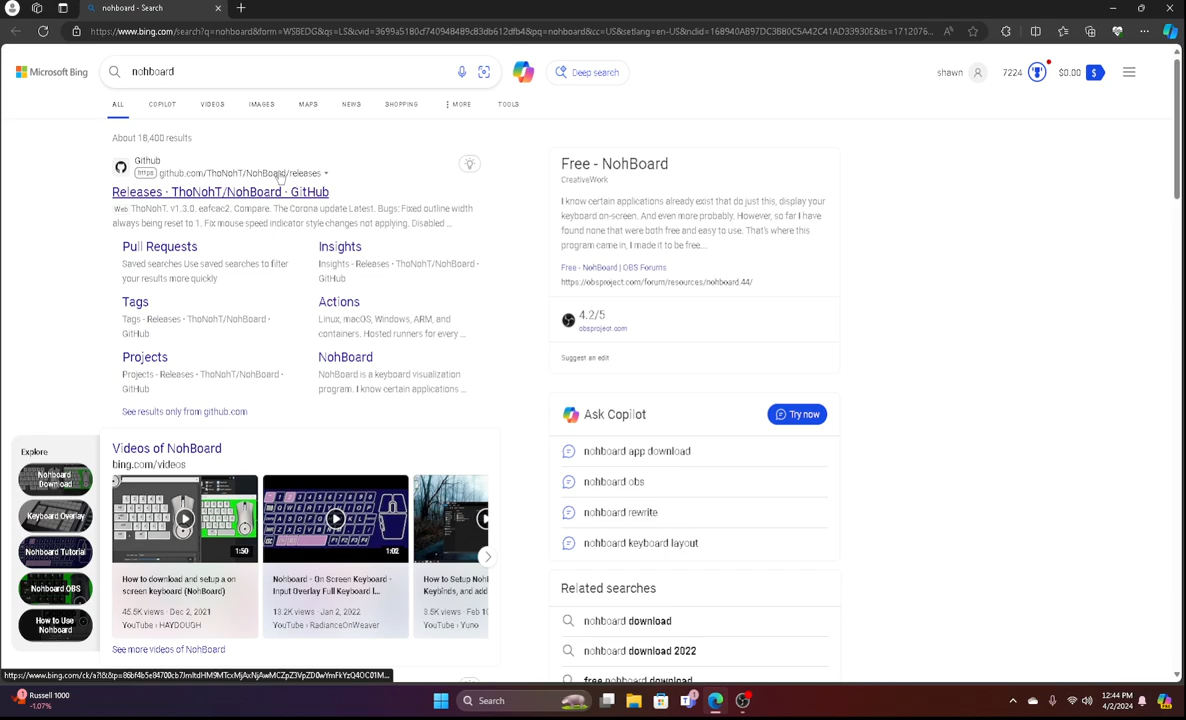 nohboard - Search
https://www.bing.com/search?q=nohboard&form=WSBEDG&qs=LS&cvid=3699a5180cf740948489c83db612dfb4&pq=nohboard&cc=US&setlang=en-US&nclid=
Microsoft Bing
nohboard
Deep search
shawn
7224
$0.00
ALL
COPILOT
VIDEOS
IMAGES
MAPS
NEWS
SHOPPING
MORE
TOOLS
About 18,400 results
Github
https
github.com/ThoNohT/NohBoard/releases
Releases · ThoNohT/NohBoard · GitHub
Web ThoNohT. v1.3.0. eafcac2. Compare. The Corona update Latest. Bugs: Fixed outline width
always being reset to 1. Fix mouse speed indicator style changes not applying. Disabled ...
Pull Requests
Saved searches Use saved searches to filter
your results more quickly
Insights
Insights · Releases · ThoNohT/NohBoard ·
GitHub
Tags
Tags · Releases · ThoNohT/NohBoard ·
GitHub
Actions
Linux, macOS, Windows, ARM, and
containers. Hosted runners for every ...
Projects
Projects · Releases · ThoNohT/NohBoard ·
GitHub
NohBoard
NohBoard is a keyboard visualization
program. I know certain applications ...
See results only from github.com
Free - NohBoard
CreativeWork
I know certain applications already exist that do just this, display your
keyboard on-screen. And even more probably. However, so far I have
found none that were both free and easy to use. That's where this
program came in, I made it to be free...
Free - NohBoard | OBS Forums
https://obsproject.com/forum/resources/nohboard.44/
4.2/5
obsproject.com
Suggest an edit
Ask Copilot
Try now
nohboard app download
nohboard obs
nohboard rewrite
nohboard keyboard layout
Related searches
nohboard download
nohboard download 2022
free nohboard download
Explore
Nohboard
Download
Keyboard Overlay
Nohboard Tutorial
Nohboard OBS
How to Use
Nohboard
Videos of NohBoard
bing.com/videos
1:50
1:02
How to download and setup a on
screen keyboard (NohBoard)
45.5K views · Dec 2, 2021
YouTube › HAYDOUGH
Nohboard - On Screen Keyboard -
Input Overlay Full Keyboard I...
13.2K views · Jan 2, 2022
YouTube › RadianceOnWeaver
How to Setup Nohl
Keybinds, and add
3.5K views · Feb 10
YouTube › Yuno
See more videos of NohBoard
Russell 1000
-1.07%
Search
12:44 PM
4/2/2024